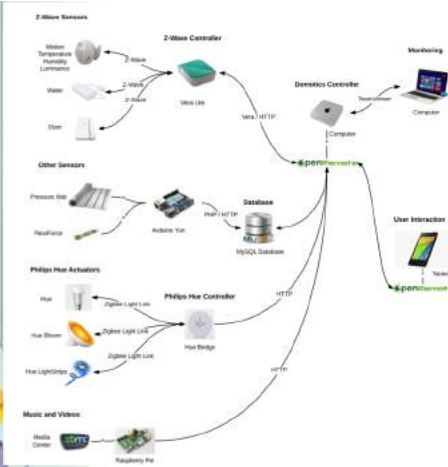 Z-Wave Sensors
Z-Wave Controller
Motion
Temperature
Humidity
Luminance
Z-Wave
Water
Z-Wave
Z-Wave
Vera Lite
Door
Monitoring
Domotics Controller
Teamviewer
Computer
Vera / HTTP
Computer
Other Sensors
Pressure Mat
FlexiForce
Arduino Yun
PHP / HTTP
Database
MySQL Database
User Interaction
Tablet
Philips Hue Actuators
Philips Hue Controller
Hue
Zigbee Light Link
Hue Bloom
Zigbee Light Link
Zigbee Light Link
Hue LightStrips
Hue Bridge
HTTP
HTTP
Music and Videos
Media
Center
xbmc
Raspberry Pie